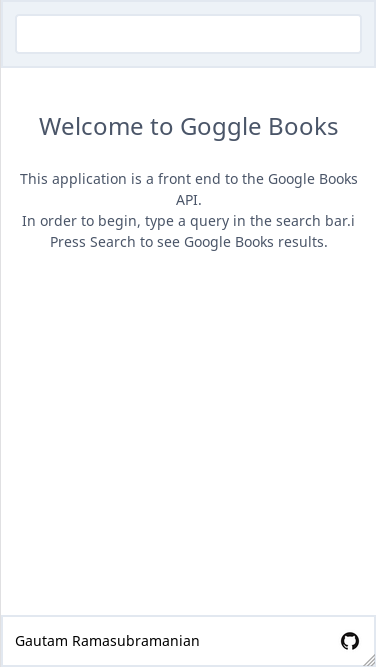 Welcome to Goggle Books
This application is a front end to the Google Books
API.
In order to begin, type a query in the search bar.i
Press Search to see Google Books results.
Gautam Ramasubramanian